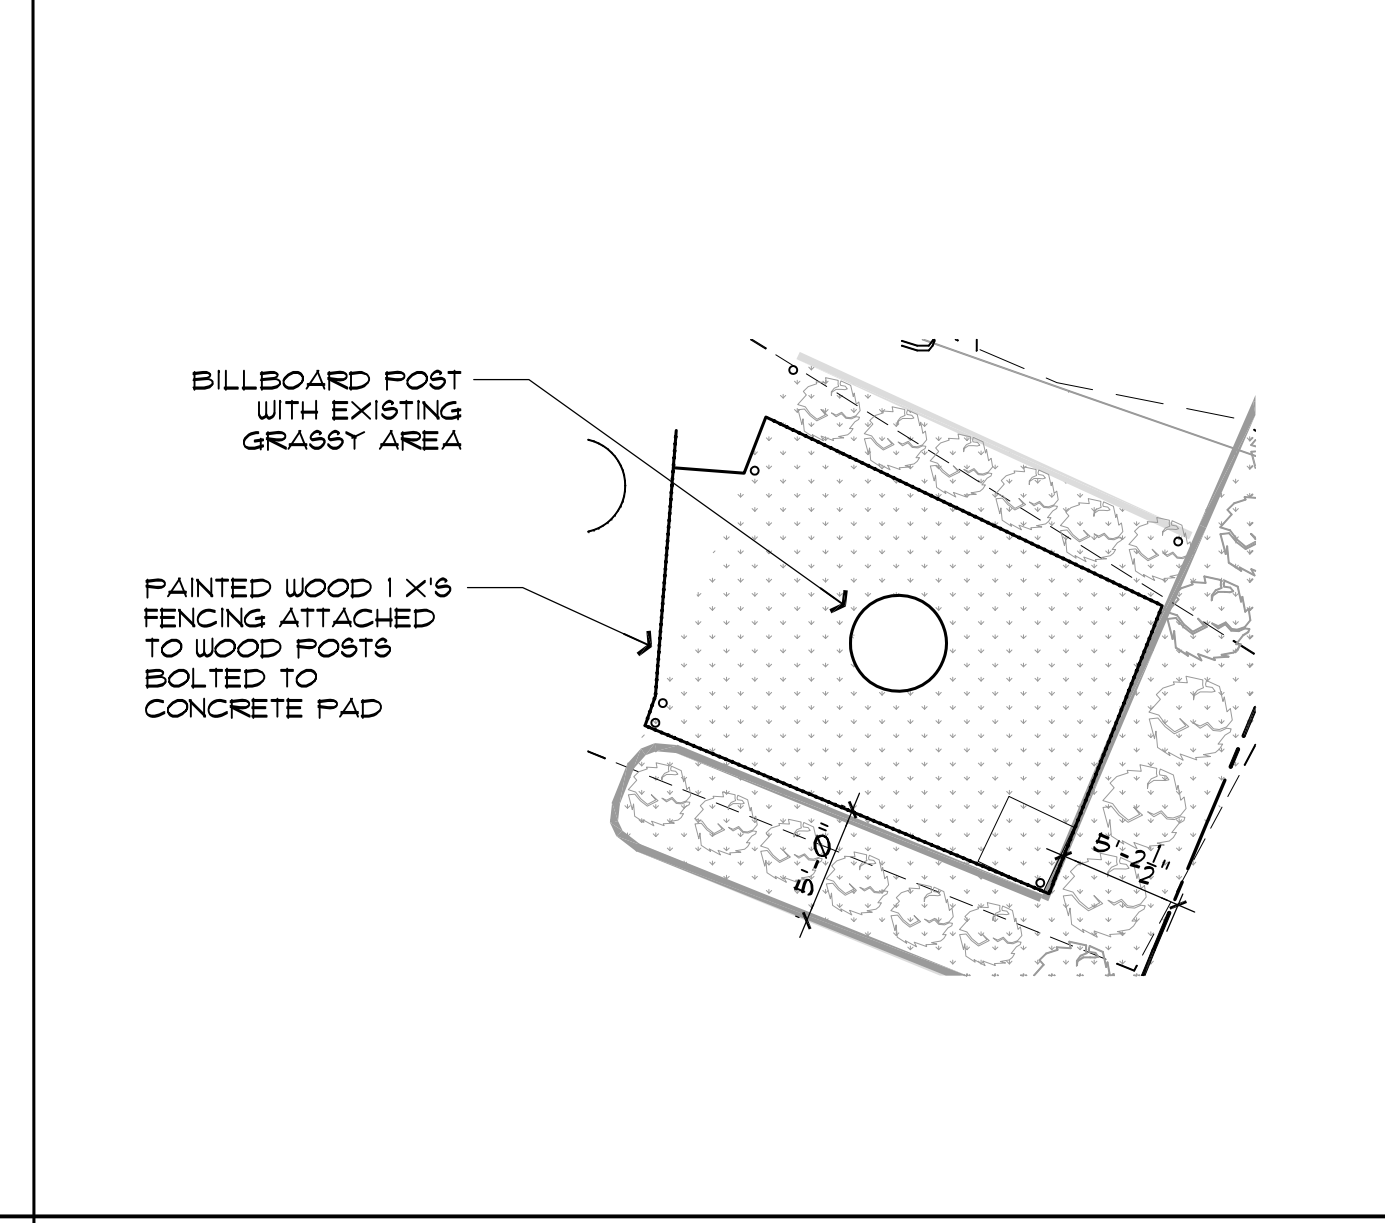 BILLBOARD POST
WITH EXISTING
GRASSY AREA
PAINTED WOOD 1 X'S
FENCING ATTACHED
TO WOOD POSTS
BOLTED TO
CONCRETE PAD
5'-0"
5'-2 1/2"